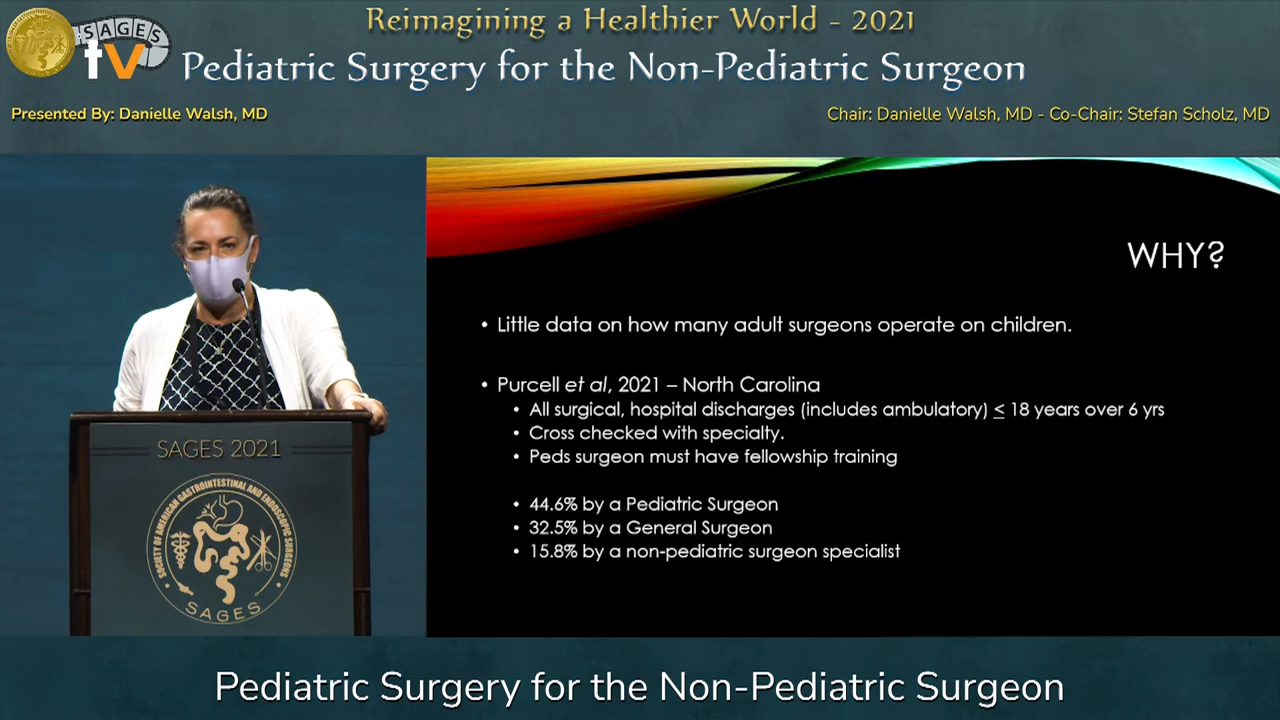 Reimagining a Healthier World - 2021
SAGES
tv
Pediatric Surgery for the Non-Pediatric Surgeon
Presented By: Danielle Walsh, MD
Chair: Danielle Walsh, MD - Co-Chair: Stefan Scholz, MD
WHY?
• Little data on how many adult surgeons operate on children.
• Purcell et al, 2021 – North Carolina
• All surgical, hospital discharges (includes ambulatory) ≤ 18 years over 6 yrs
• Cross checked with specialty.
• Peds surgeon must have fellowship training
• 44.6% by a Pediatric Surgeon
• 32.5% by a General Surgeon
• 15.8% by a non-pediatric surgeon specialist
SAGES 2021
SOCIETY OF AMERICAN GASTROINTESTINAL AND ENDOSCOPIC SURGEONS
SAGES
Pediatric Surgery for the Non-Pediatric Surgeon